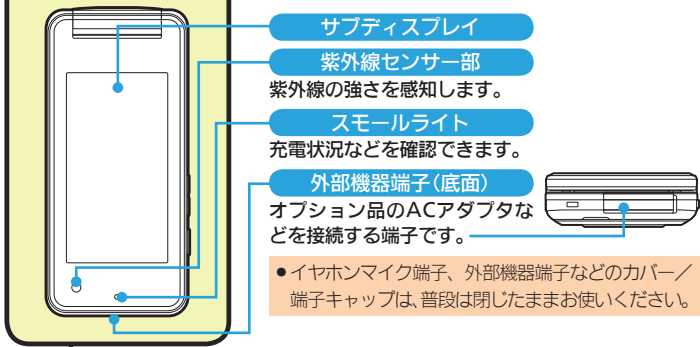 サブディスプレイ
紫外線センサー部
紫外線の強さを感知します。
スモールライト
充電状況などを確認できます。
外部機器端子（底面）
オプション品のACアダプタな
どを接続する端子です。
●イヤホンマイク端子、外部機器端子などのカバー／
端子キャップは、普段は閉じたままお使いください。